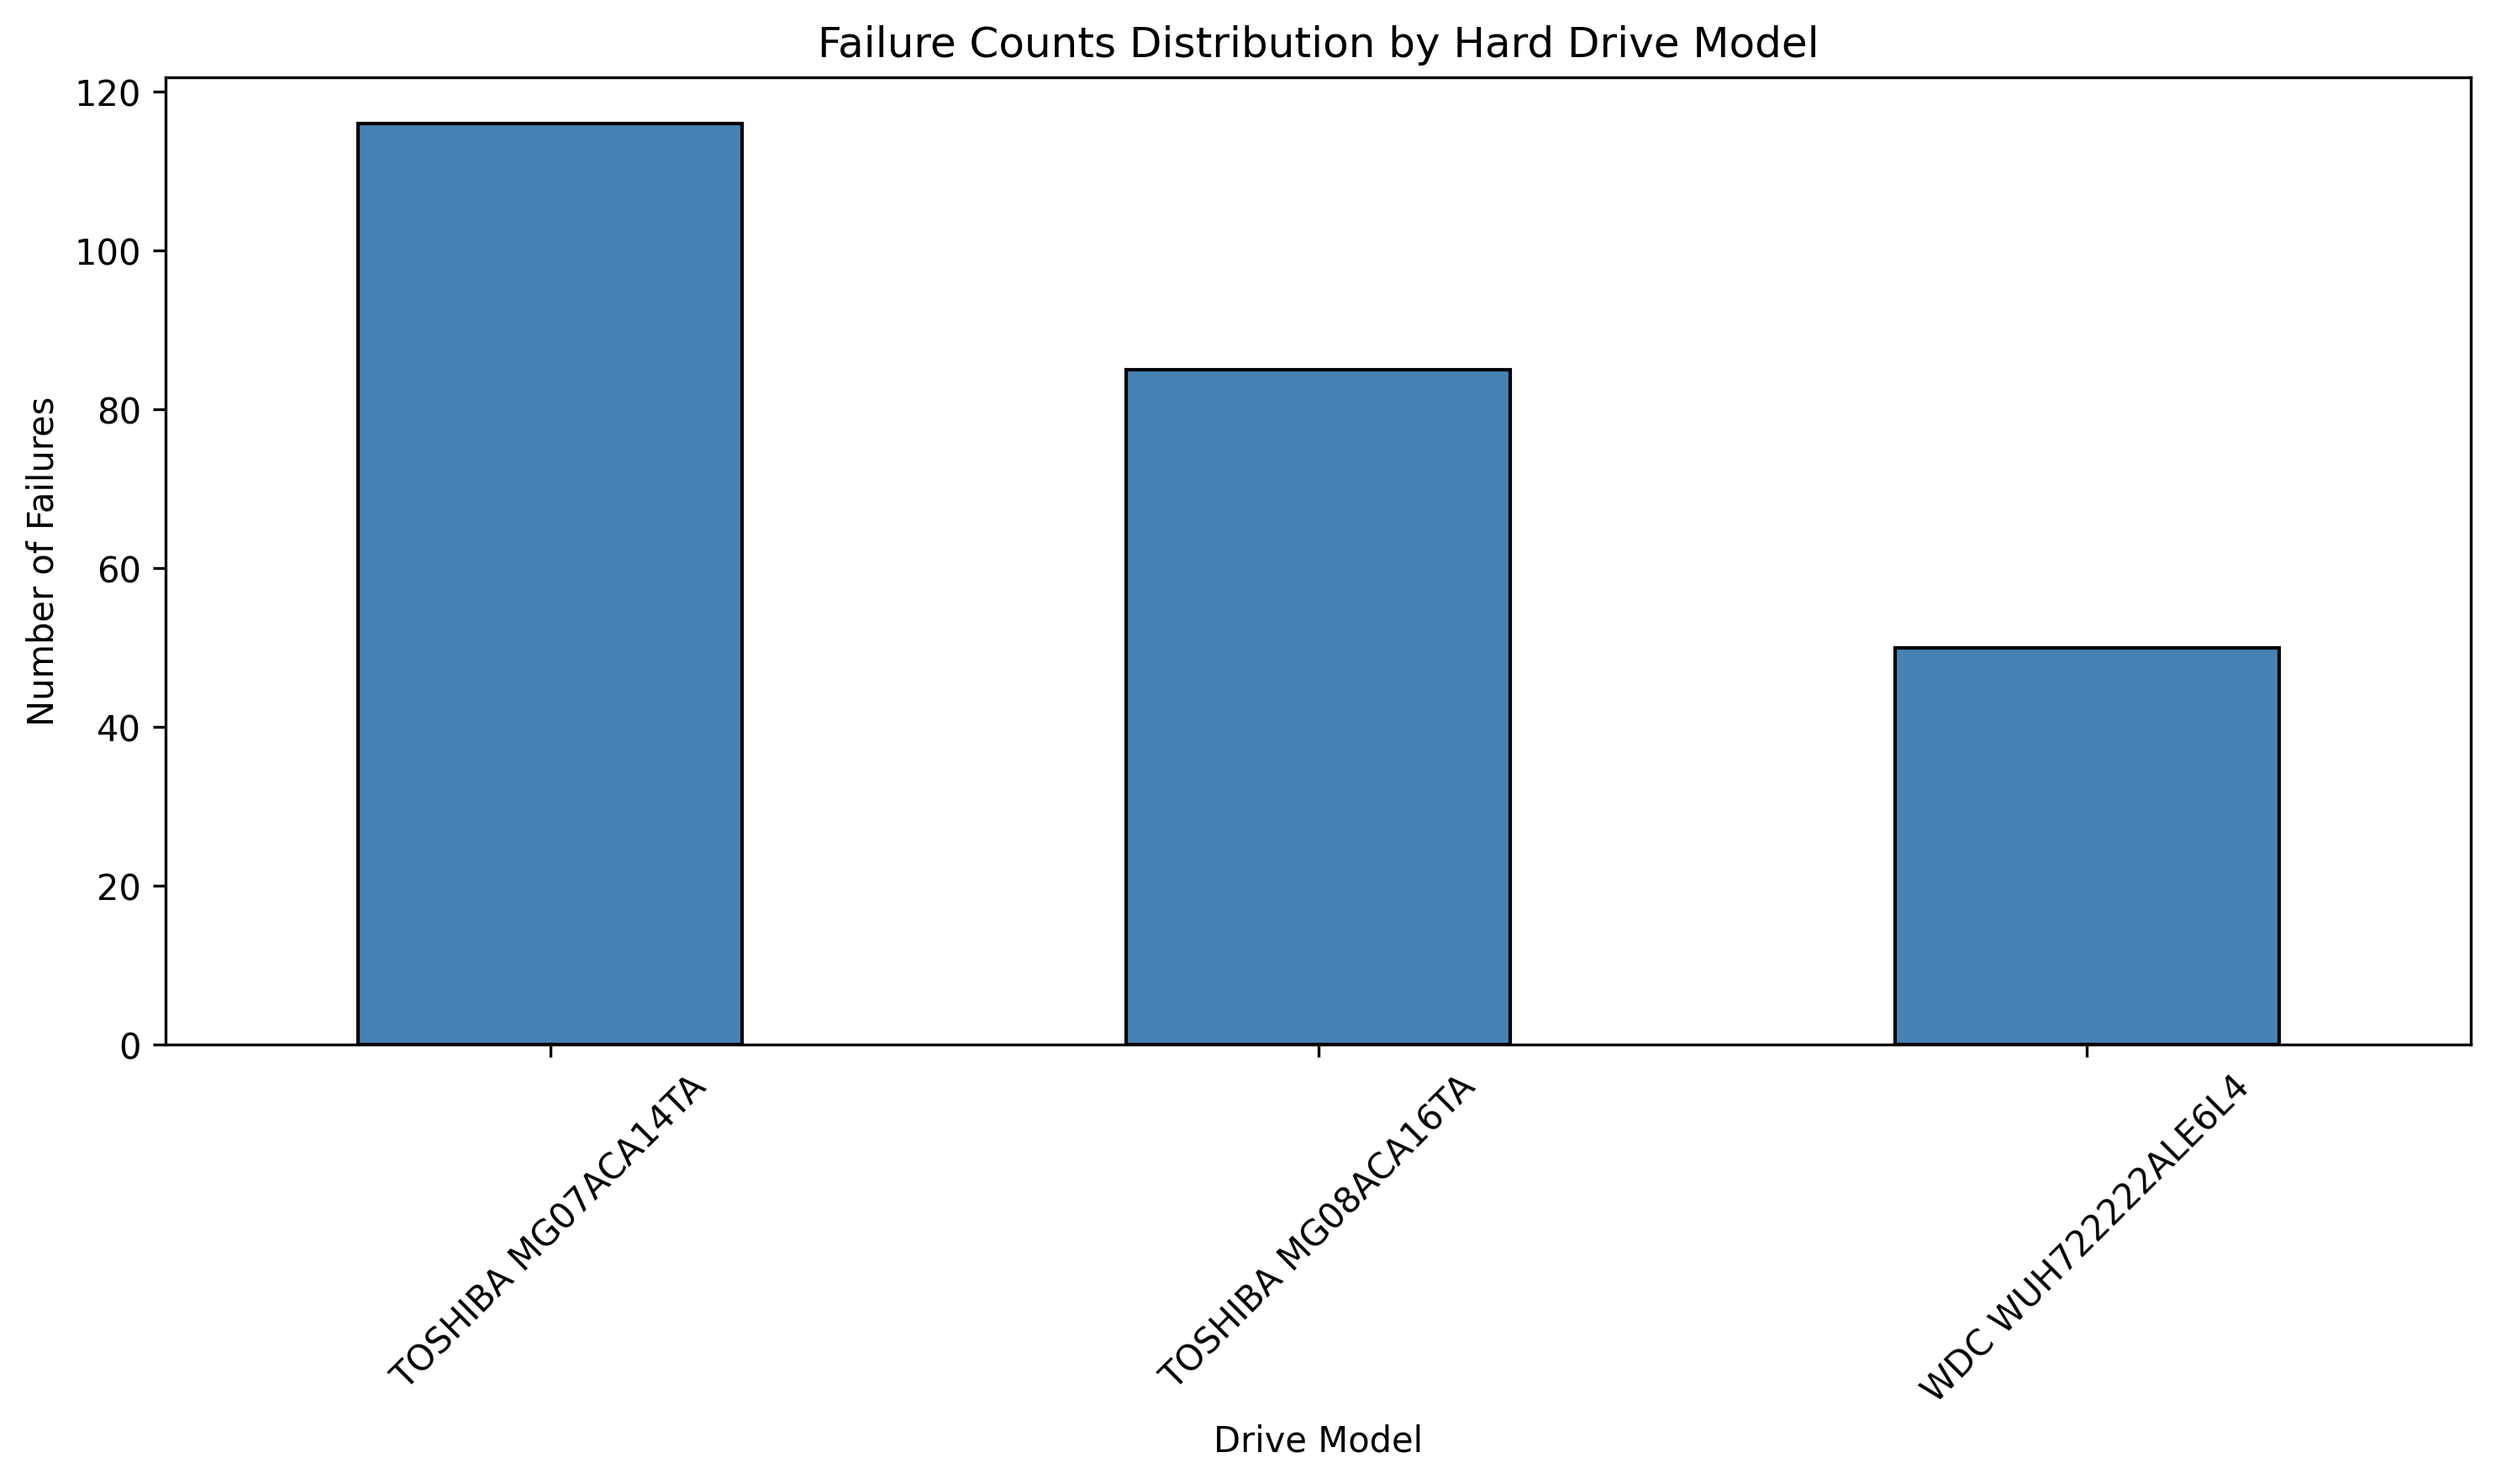 Failure Counts Distribution by Hard Drive Model
Number of Failures
120
100
80
60
40
20
0
TOSHIBA MG07ACA14TA
TOSHIBA MG08ACA16TA
WDC WUH722222ALE6L4
Drive Model